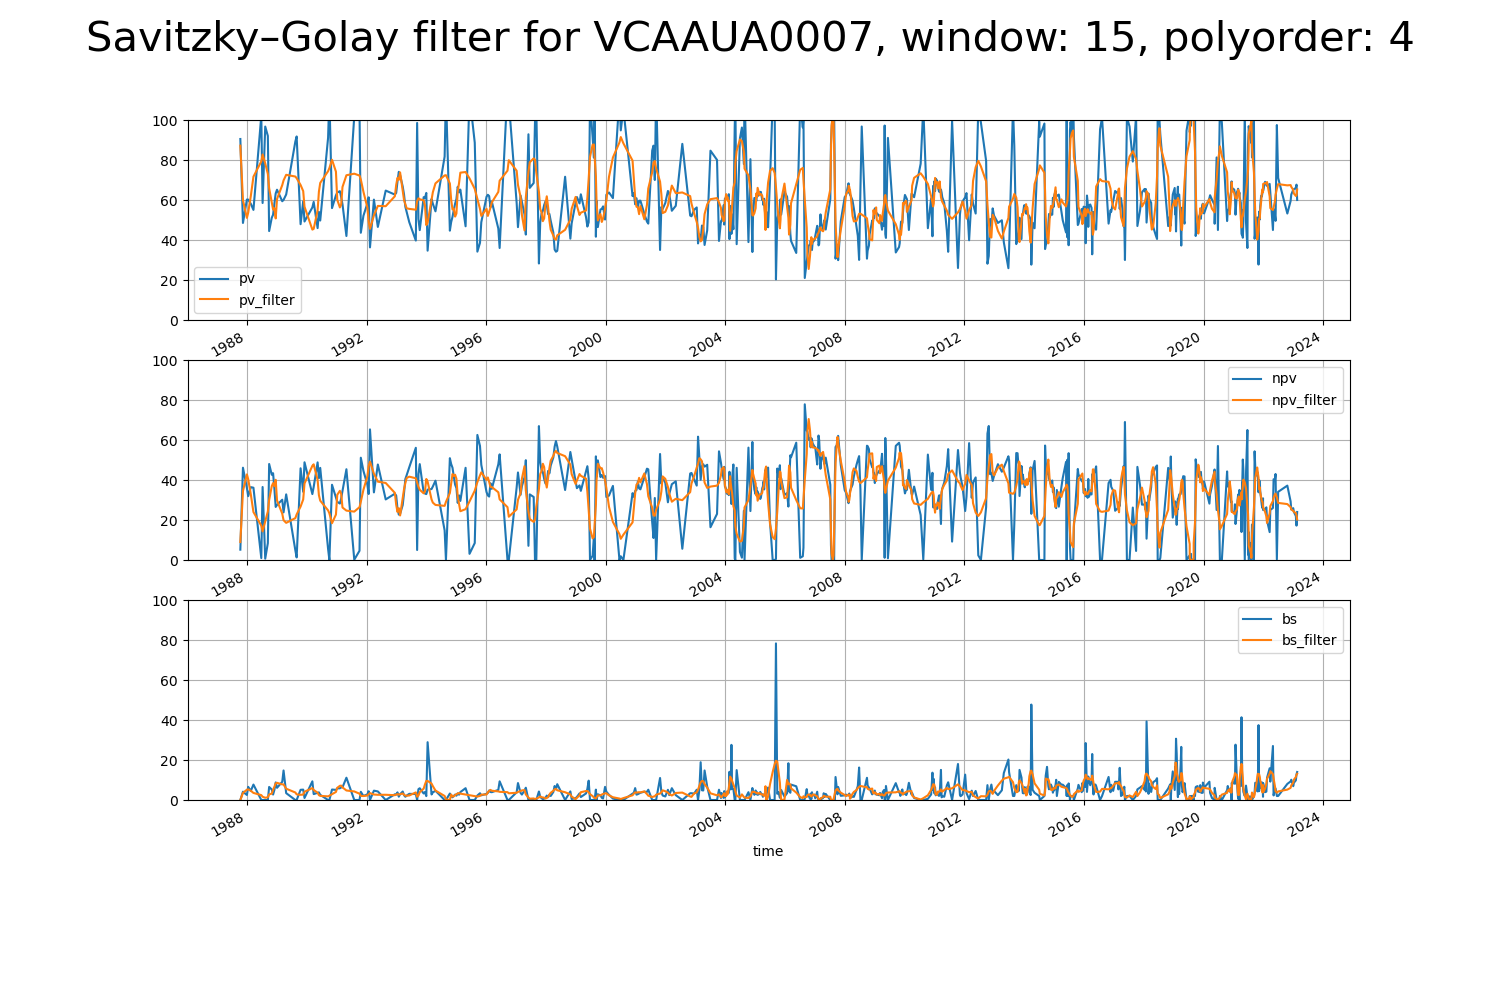 Savitzky–Golay filter for VCAAUA0007, window: 15, polyorder: 4
100
80
60
40
20
0
pv
pv_filter
1988 1992 1996 2000 2004 2008 2012 2016 2020 2024
100
80
60
40
20
0
npv
npv_filter
1988 1992 1996 2000 2004 2008 2012 2016 2020 2024
100
80
60
40
20
0
bs
bs_filter
1988 1992 1996 2000 2004 2008 2012 2016 2020 2024
time